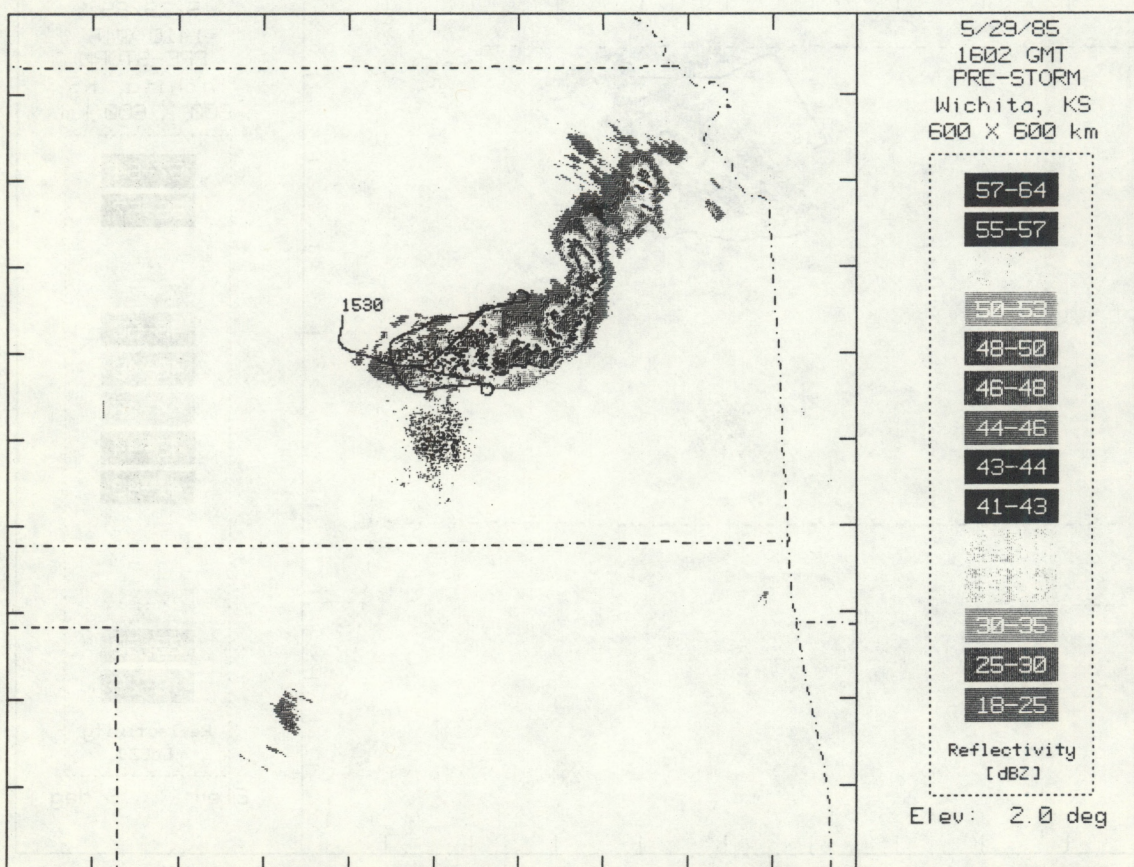 5/29/85
1602 GMT
PRE-STORM
Wichita, KS
600 X 600 km
57-64
55-57
50-53
48-50
46-48
44-46
43-44
41-43
30-35
25-30
18-25
Reflectivity
[dBZ]
Elev: 2.0 deg
1530